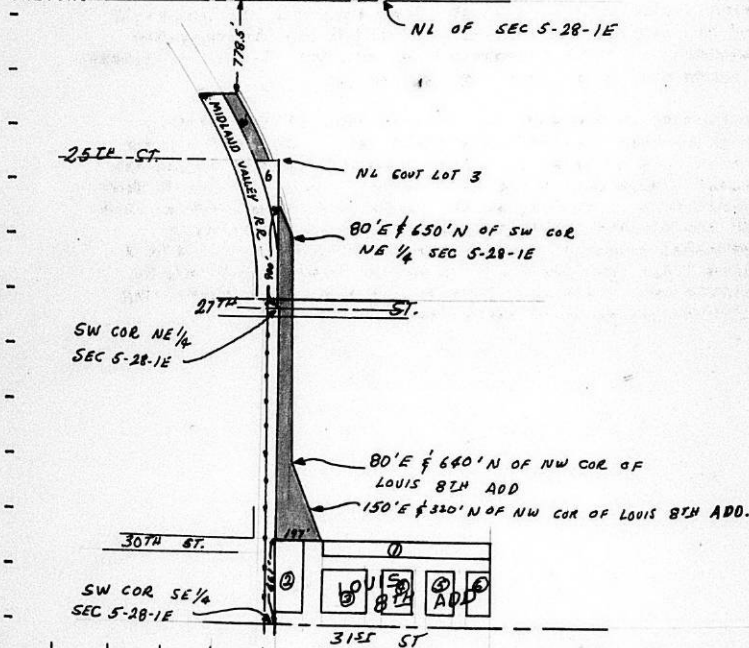 NL OF SEC 5-28-1E
778.5'
MIDLAND VALLEY R.R.
25TH ST.
6
NL GOVT LOT 3
80'E & 650'N OF SW COR
NE 1/4 SEC 5-28-1E
900'
27TH ST.
SW COR NE 1/4
SEC 5-28-1E
80'E & 640'N OF NW COR OF
LOUIS 8TH ADD
150'E & 320'N OF NW COR OF LOUIS 8TH ADD.
197'
30TH ST.
1
2
3
5
6
LOUIS
8TH ADD
SW COR SE 1/4
SEC 5-28-1E
31ST ST